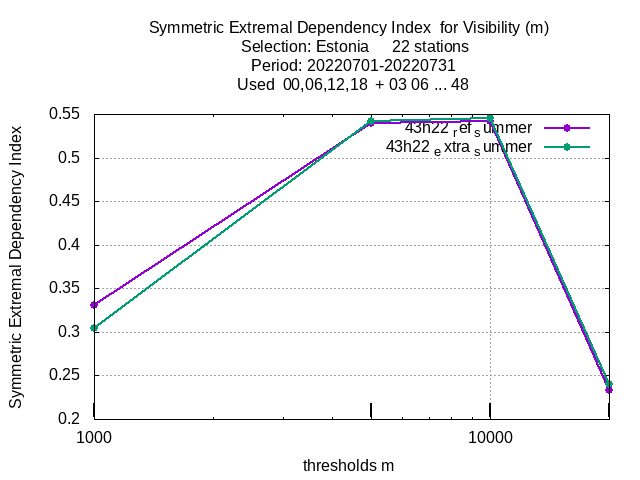 Symmetric Extremal Dependency Index  for Visibility (m)
Selection: Estonia     22 stations
Period: 20220701-20220731
Used  00,06,12,18  + 03 06 ... 48
0.55
43h22 ref summer
43h22 extra summer
0.5
0.45
0.4
0.35
0.3
0.25
0.2
Symmetric Extremal Dependency Index
1000
10000
thresholds m